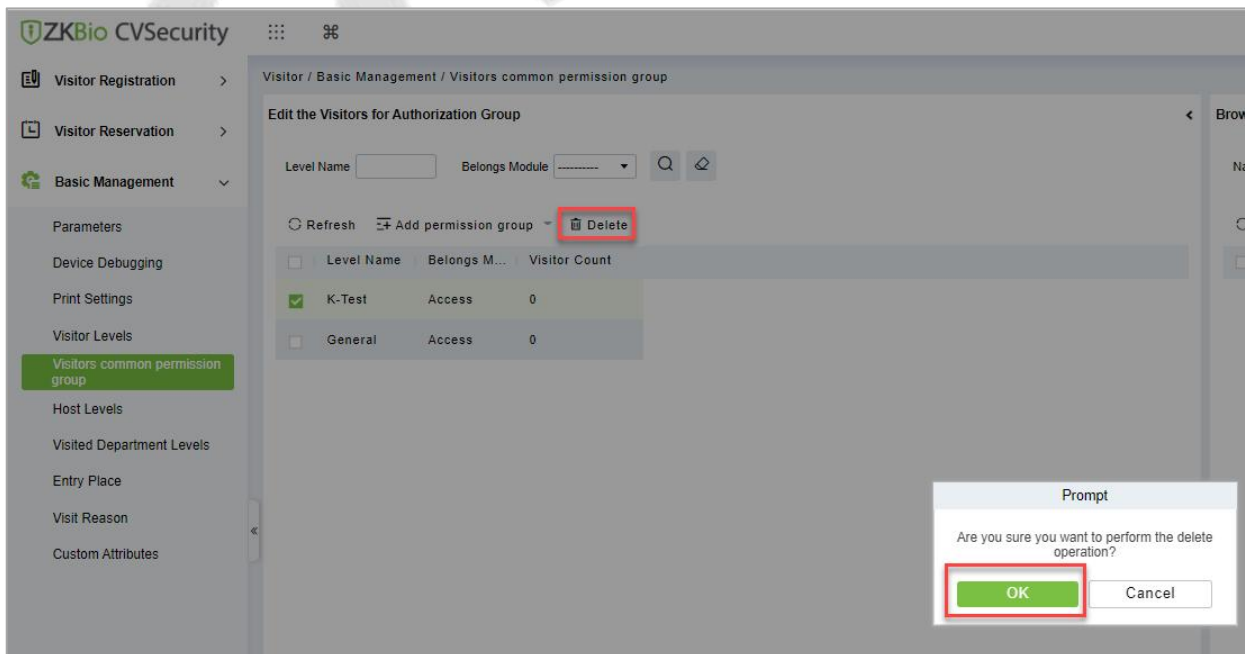 ZKBio CVSecurity
Visitor Registration
Visitor Reservation
Basic Management
Parameters
Device Debugging
Print Settings
Visitor Levels
Visitors common permission
group
Host Levels
Visited Department Levels
Entry Place
Visit Reason
Custom Attributes
Visitor / Basic Management / Visitors common permission group
Edit the Visitors for Authorization Group
Level Name Belongs Module ----------
Refresh Add permission group Delete
Level Name Belongs M... Visitor Count
K-Test Access 0
General Access 0
Brow
Na
Prompt
Are you sure you want to perform the delete
operation?
OK Cancel